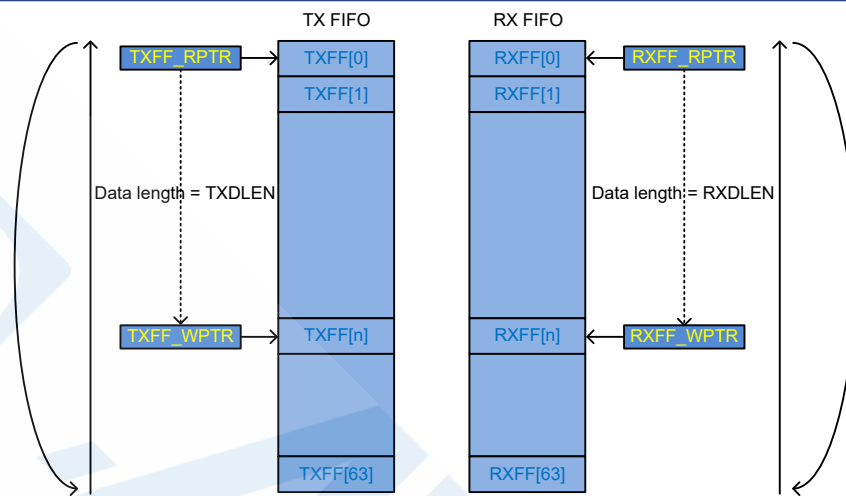 TX FIFO
RX FIFO
TXFF_RPTR
TXFF[0]
RXFF[0]
RXFF_RPTR
TXFF[1]
RXFF[1]
Data length = TXDLEN
Data length = RXDLEN
TXFF_WPTR
TXFF[n]
RXFF[n]
RXFF_WPTR
TXFF[63]
RXFF[63]